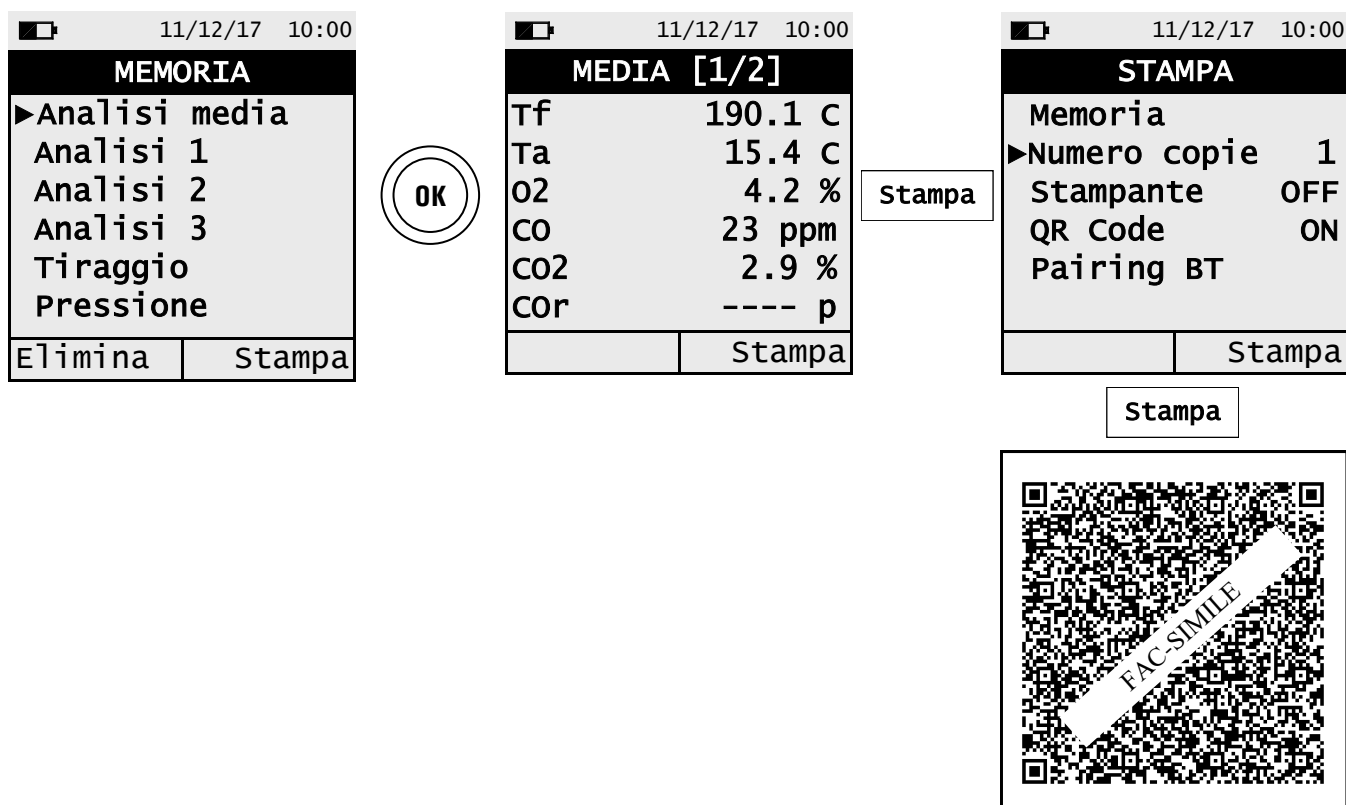 11/12/17 10:00
MEMORIA
►Analisi media
Analisi 1
Analisi 2
Analisi 3
Tiraggio
Pressione
Elimina Stampa
OK
11/12/17 10:00
MEDIA [1/2]
Tf 190.1 C
Ta 15.4 C
O2 4.2 %
CO 23 ppm
CO2 2.9 %
COr ---- p
Stampa
Stampa
11/12/17 10:00
STAMPA
Memoria
►Numero copie 1
Stampante OFF
QR Code ON
Pairing BT
Stampa
Stampa
FAC-SIMILE